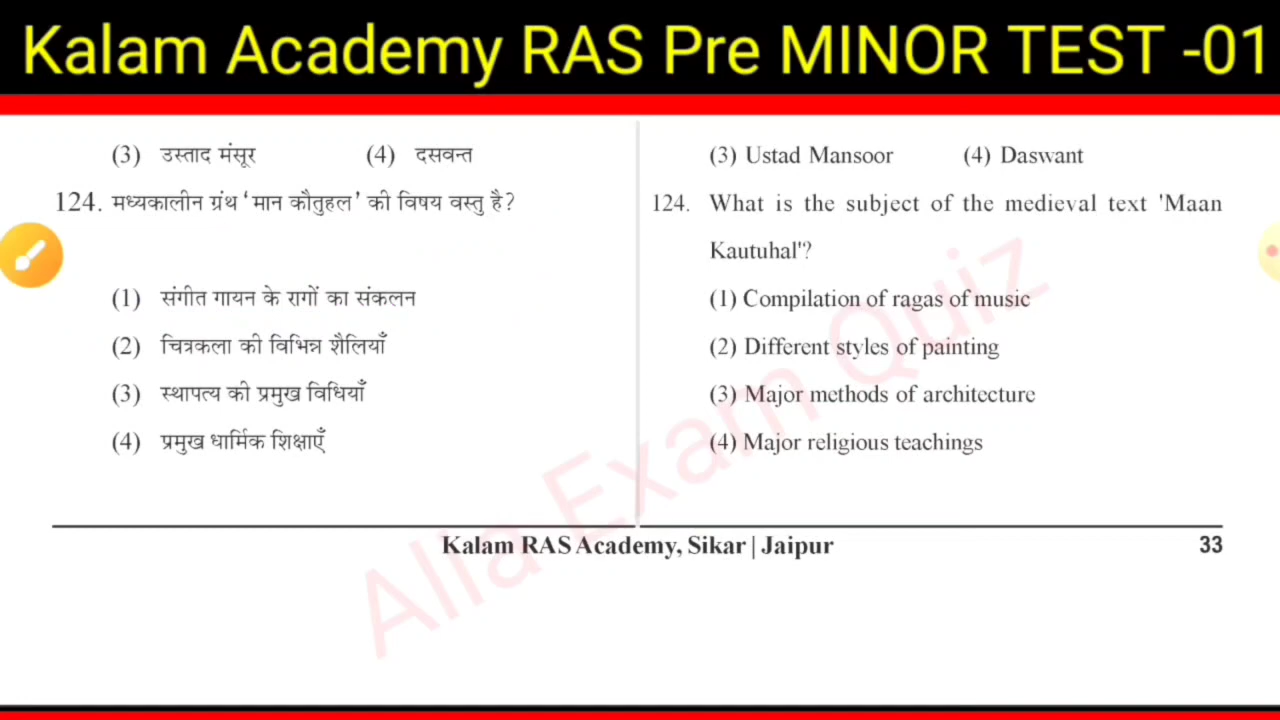 Kalam Academy RAS Pre MINOR TEST -01
(3) उस्ताद मंसूर (4) दसवन्त
124. मध्यकालीन ग्रंथ ‘मान कौतुहल’ की विषय वस्तु है?
(1) संगीत गायन के रागों का संकलन
(2) चित्रकला की विभिन्न शैलियाँ
(3) स्थापत्य की प्रमुख विधियाँ
(4) प्रमुख धार्मिक शिक्षाएँ
(3) Ustad Mansoor (4) Daswant
124. What is the subject of the medieval text 'Maan
Kautuhal'?
(1) Compilation of ragas of music
(2) Different styles of painting
(3) Major methods of architecture
(4) Major religious teachings
Alla Exam Quiz
Kalam RAS Academy, Sikar | Jaipur 33